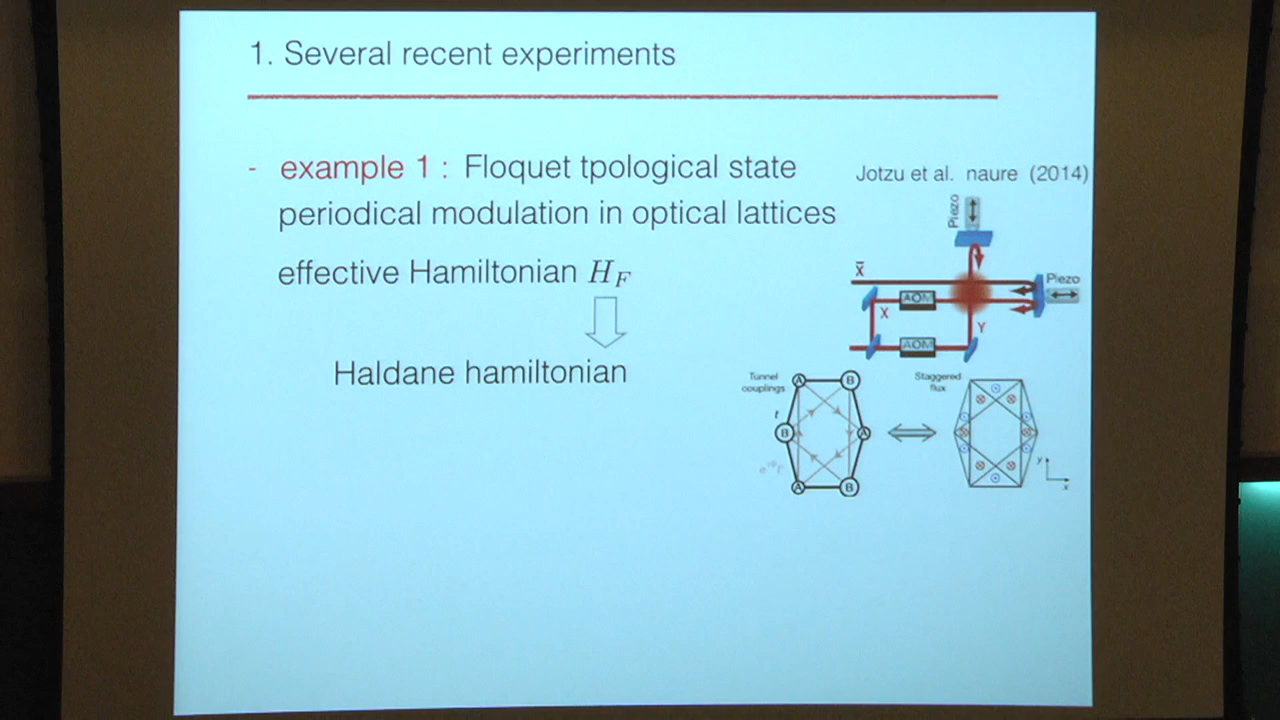 1. Several recent experiments
- example 1 : Floquet tpological state
Jotzu et al. naure (2014)
periodical modulation in optical lattices
effective Hamiltonian H_F
Haldane hamiltonian
Piezo
X̄
Piezo
AOM
X
Y
AOM
Tunnel
couplings
A
B
t
B
A
A
B
Staggered
flux
y
x